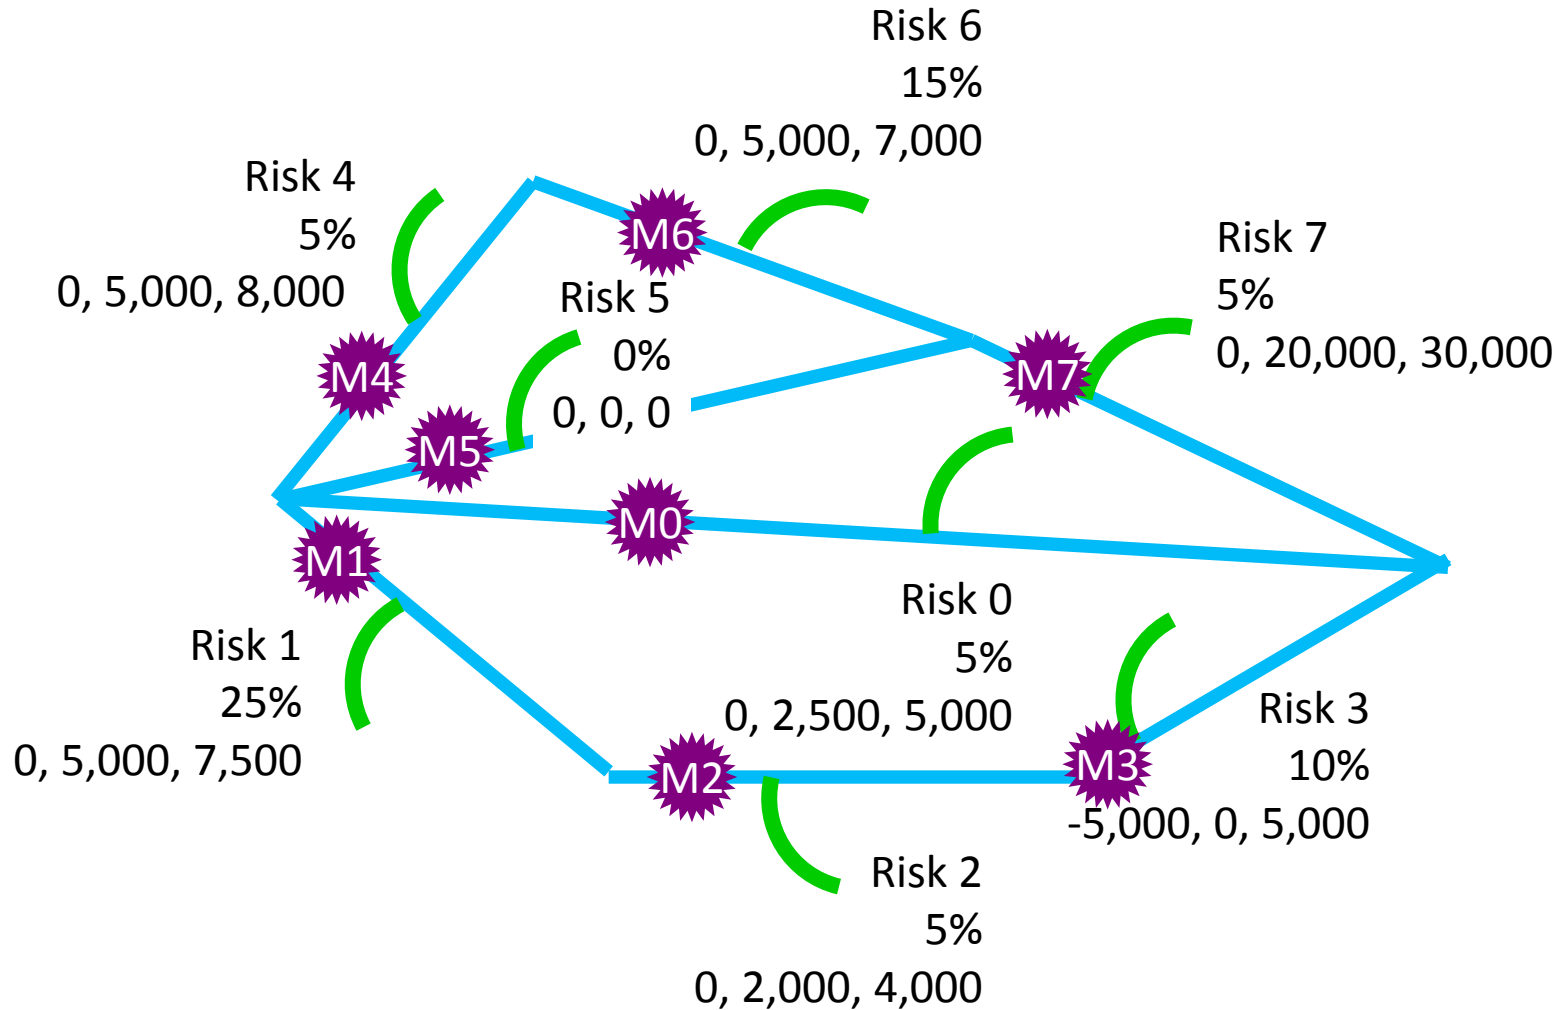 Risk 6
15%
0, 5,000, 7,000
Risk 4
5%
0, 5,000, 8,000
M6
Risk 7
5%
0, 20,000, 30,000
Risk 5
0%
0, 0, 0
M4
M7
M5
M0
M1
Risk 0
5%
0, 2,500, 5,000
Risk 1
25%
0, 5,000, 7,500
Risk 3
10%
-5,000, 0, 5,000
M2
M3
Risk 2
5%
0, 2,000, 4,000